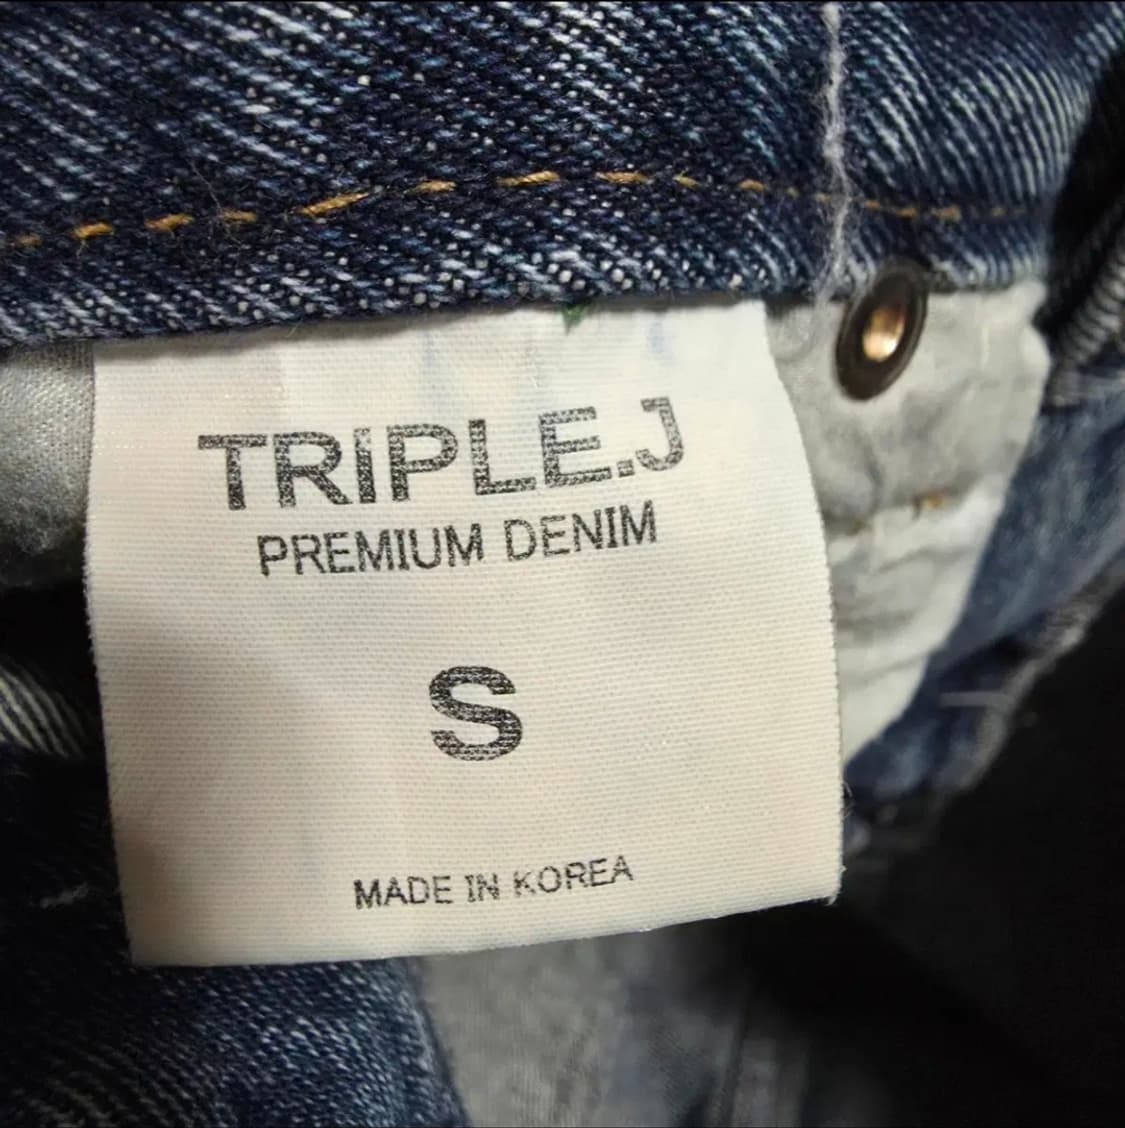 TRIPLE.J
PREMIUM DENIM
S
MADE IN KOREA